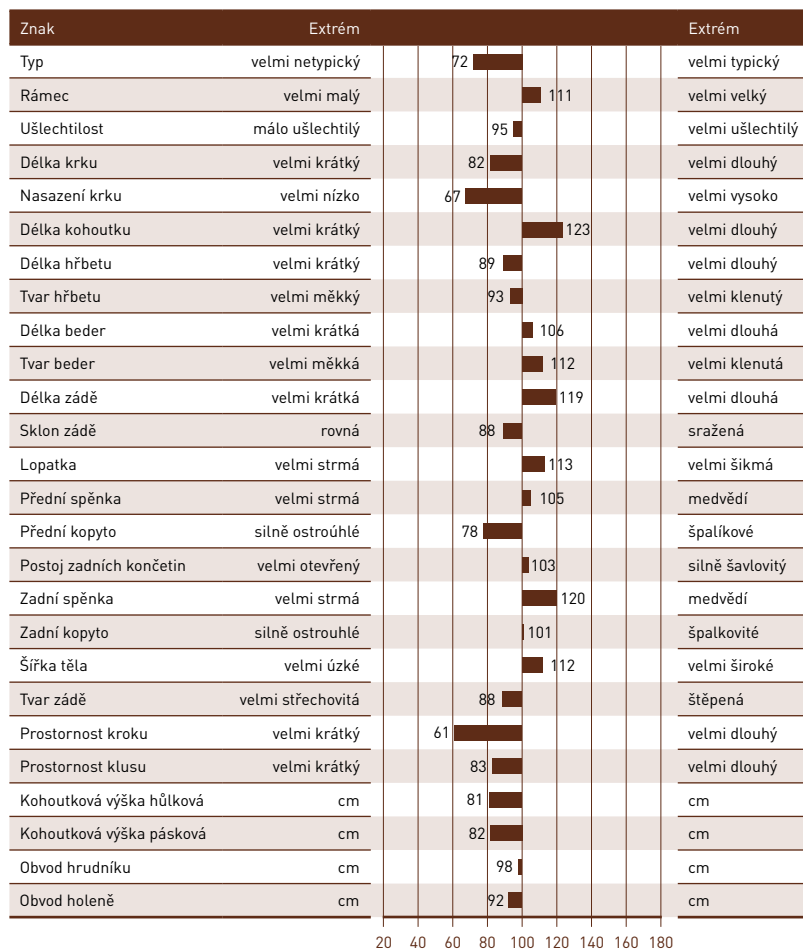 Znak Extrém Extrém
Typ velmi netypický 72 velmi typický
Rámec velmi malý 111 velmi velký
Ušlechtilost málo ušlechtilý 95 velmi ušlechtilý
Délka krku velmi krátký 82 velmi dlouhý
Nasazení krku velmi nízko 67 velmi vysoko
Délka kohoutku velmi krátký 123 velmi dlouhý
Délka hřbetu velmi krátký 89 velmi dlouhý
Tvar hřbetu velmi měkký 93 velmi klenutý
Délka beder velmi krátká 106 velmi dlouhá
Tvar beder velmi měkká 112 velmi klenutá
Délka zádě velmi krátká 119 velmi dlouhá
Sklon zádě rovná 88 sražená
Lopatka velmi strmá 113 velmi šikmá
Přední spěnka velmi strmá 105 medvědí
Přední kopyto silně ostroúhlé 78 špalíkové
Postoj zadních končetin velmi otevřený 103 silně šavlovitý
Zadní spěnka velmi strmá 120 medvědí
Zadní kopyto silně ostrouhlé 101 špalkovité
Šířka těla velmi úzké 112 velmi široké
Tvar zádě velmi střechovitá 88 štěpená
Prostornost kroku velmi krátký 61 velmi dlouhý
Prostornost klusu velmi krátký 83 velmi dlouhý
Kohoutková výška hůlková cm 81 cm
Kohoutková výška pásková cm 82 cm
Obvod hrudníku cm 98 cm
Obvod holeně cm 92 cm
20 40 60 80 100 120 140 160 180